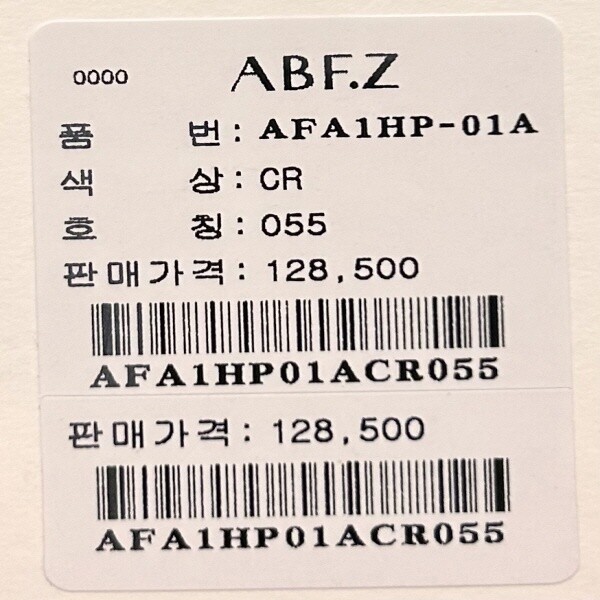 0000 ABF.Z
품 번 : AFA1HP-01A
색 상 : CR
호 칭 : 055
판매가격 : 128,500
AFA1HP01ACR055
판매가격 : 128,500
AFA1HP01ACR055